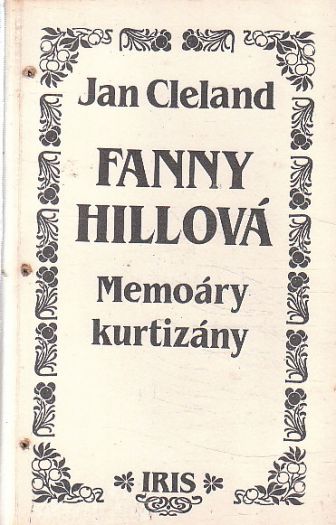 Jan Cleland
FANNY
HILLOVÁ
Memoáry
kurtizány
IRIS